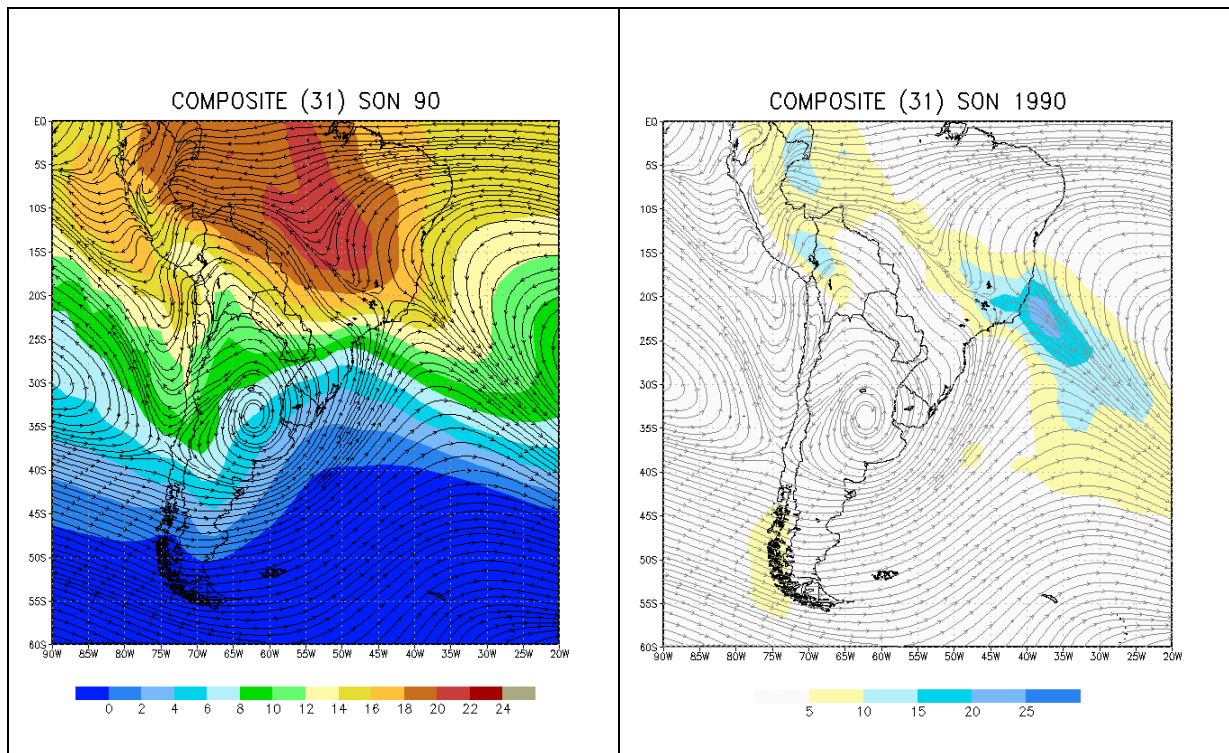 COMPOSITE (31) SON 90
EQ
5S
10S
15S
20S
25S
30S
35S
40S
45S
50S
55S
60S
90W 85W 80W 75W 70W 65W 60W 55W 50W 45W 40W 35W 30W 25W 20W
0 2 4 6 8 10 12 14 16 18 20 22 24
COMPOSITE (31) SON 1990
EQ
5S
10S
15S
20S
25S
30S
35S
40S
45S
50S
55S
60S
90W 85W 80W 75W 70W 65W 60W 55W 50W 45W 40W 35W 30W 25W 20W
5 10 15 20 25